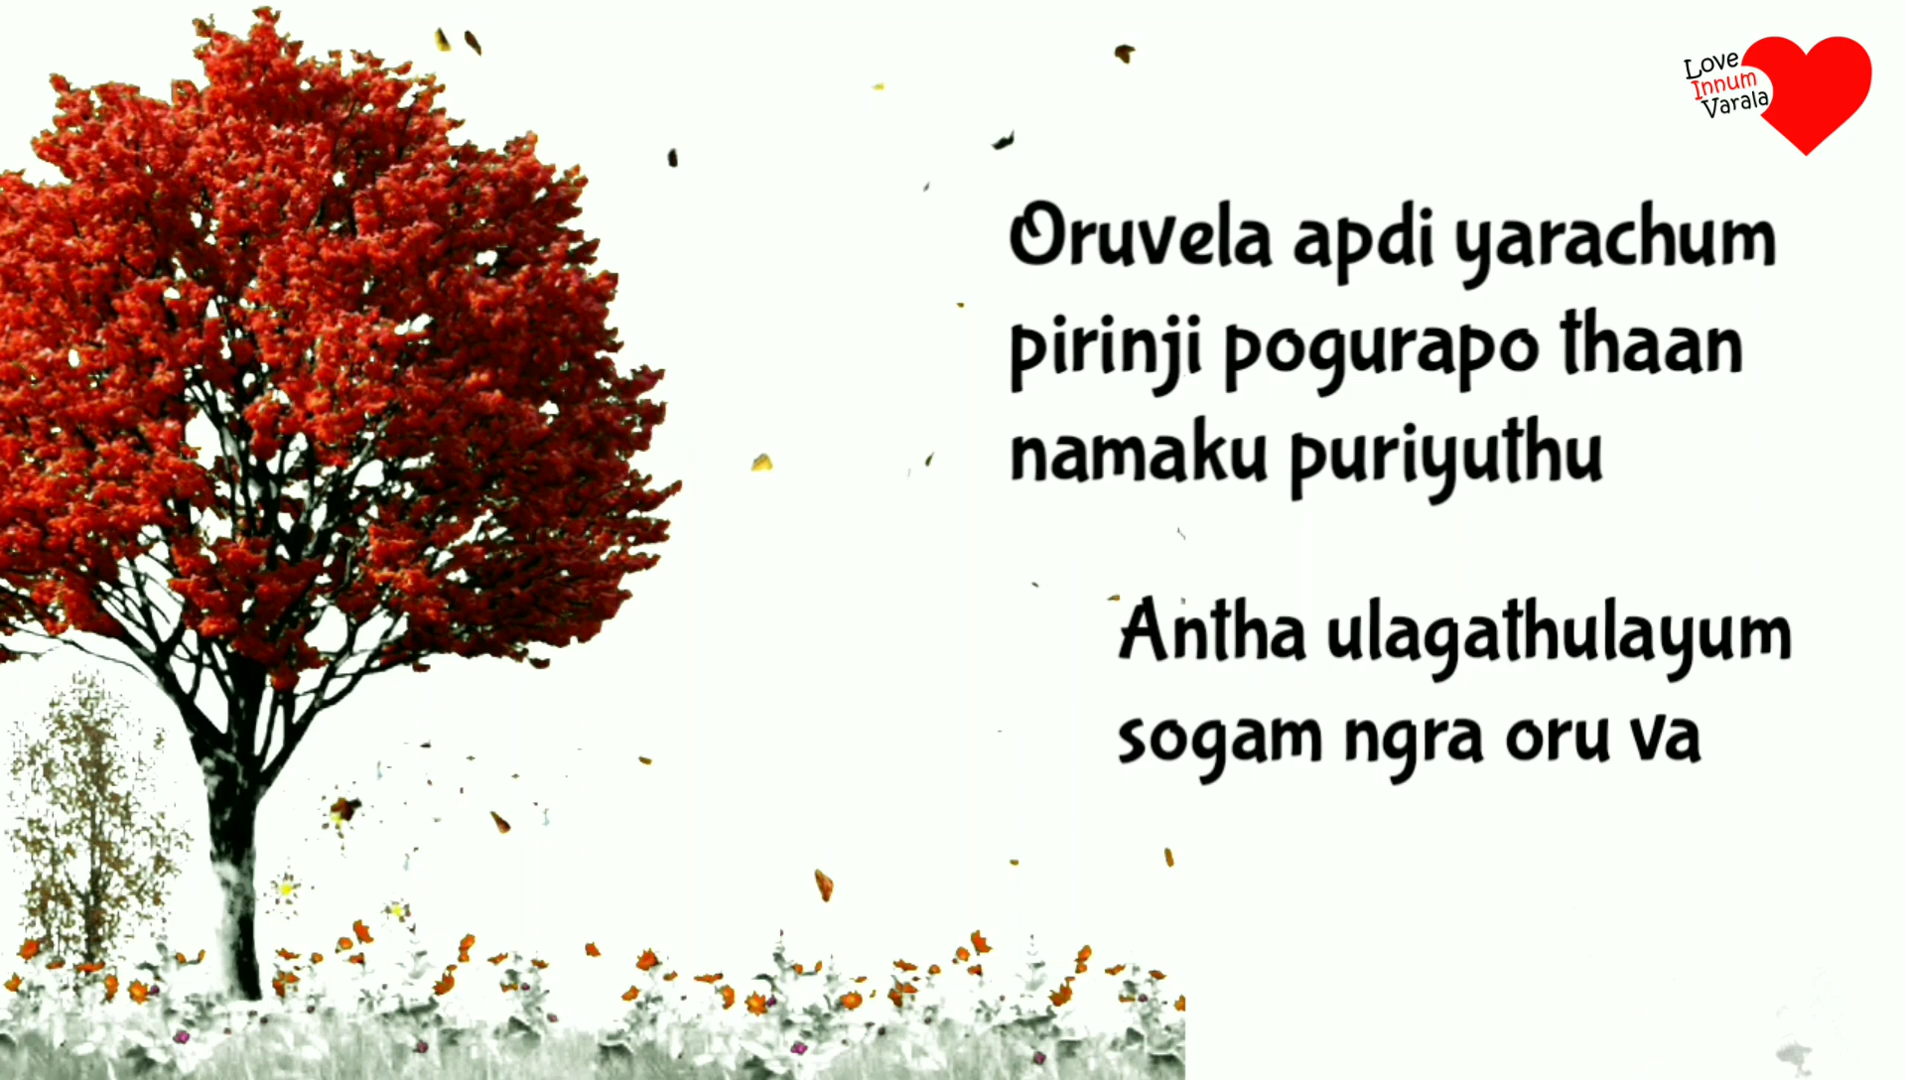 Love
Innum
Varala
Oruvela apdi yarachum
pirinji pogurapo thaan
namaku puriyuthu
Antha ulagathulayum
sogam ngra oru va